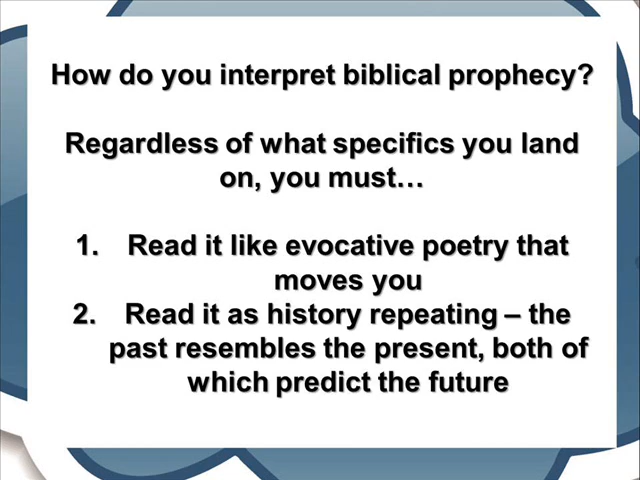 How do you interpret biblical prophecy?
Regardless of what specifics you land
on, you must…
1. Read it like evocative poetry that
moves you
2. Read it as history repeating – the
past resembles the present, both of
which predict the future